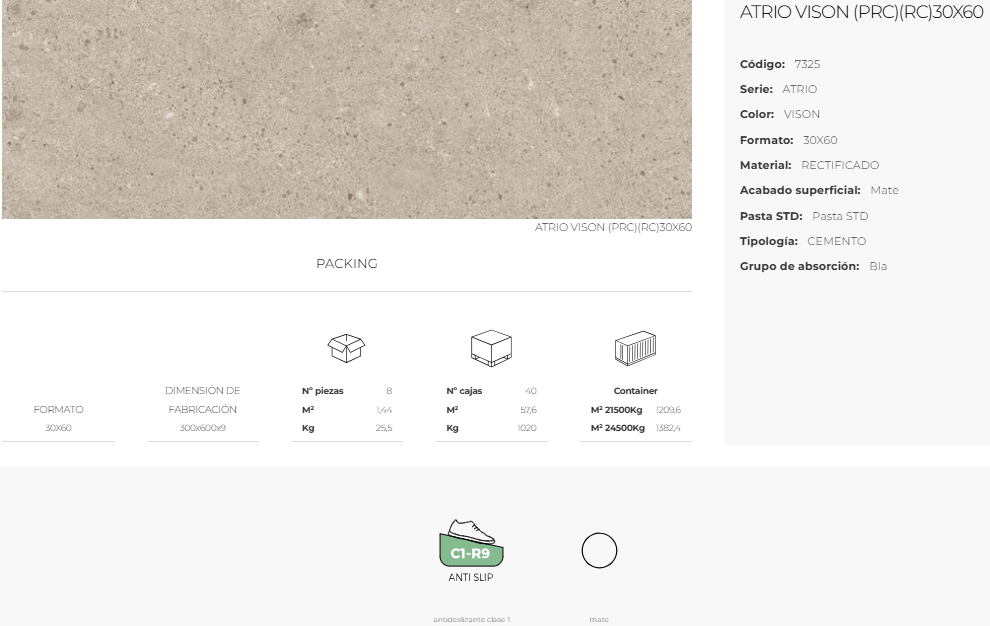 ATRIO VISON (PRC)(RC)30X60
Código: 7325
Serie: ATRIO
Color: VISON
Formato: 30X60
Material: RECTIFICADO
Acabado superficial: Mate
Pasta STD: Pasta STD
Tipología: CEMENTO
Grupo de absorción: BIa
ATRIO VISON (PRC)(RC)30X60
PACKING
FORMATO
30X60
DIMENSIÓN DE
FABRICACIÓN
300x600x9
Nº piezas 8
M² 1,44
Kg 25,5
Nº cajas 40
M² 57,6
Kg 1020
Container
M² 21500Kg 1209,6
M² 24500Kg 1382,4
C1-R9
ANTI SLIP
antideslizante clase 1
mate